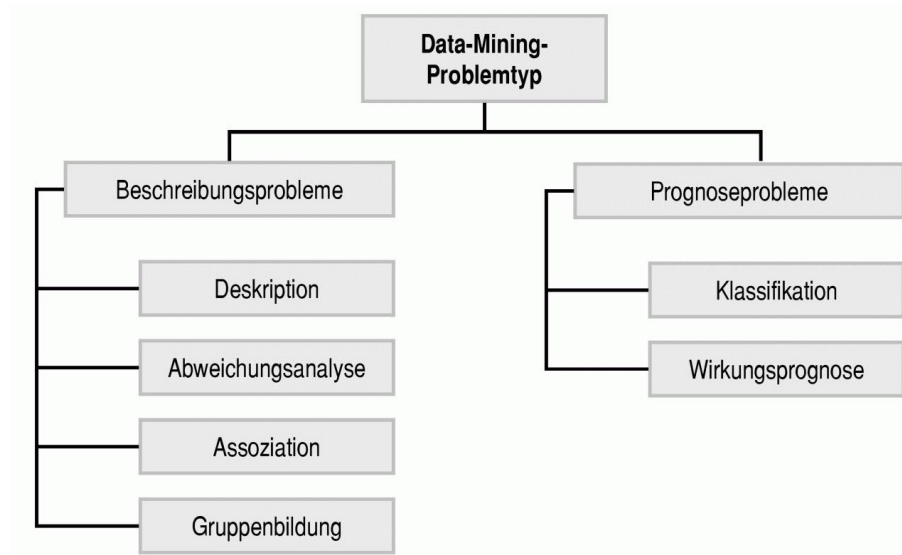 Data-Mining-
Problemtyp
Beschreibungsprobleme
Deskription
Abweichungsanalyse
Assoziation
Gruppenbildung
Prognoseprobleme
Klassifikation
Wirkungsprognose